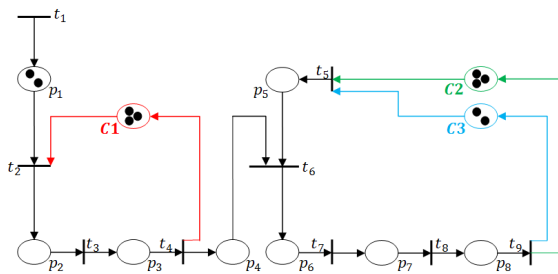 t₁
p₁
t₅
p₅
C2
C1
C3
t₂
t₆
t₃
t₄
t₇
t₈
t₉
p₂
p₃
p₄
p₆
p₇
p₈